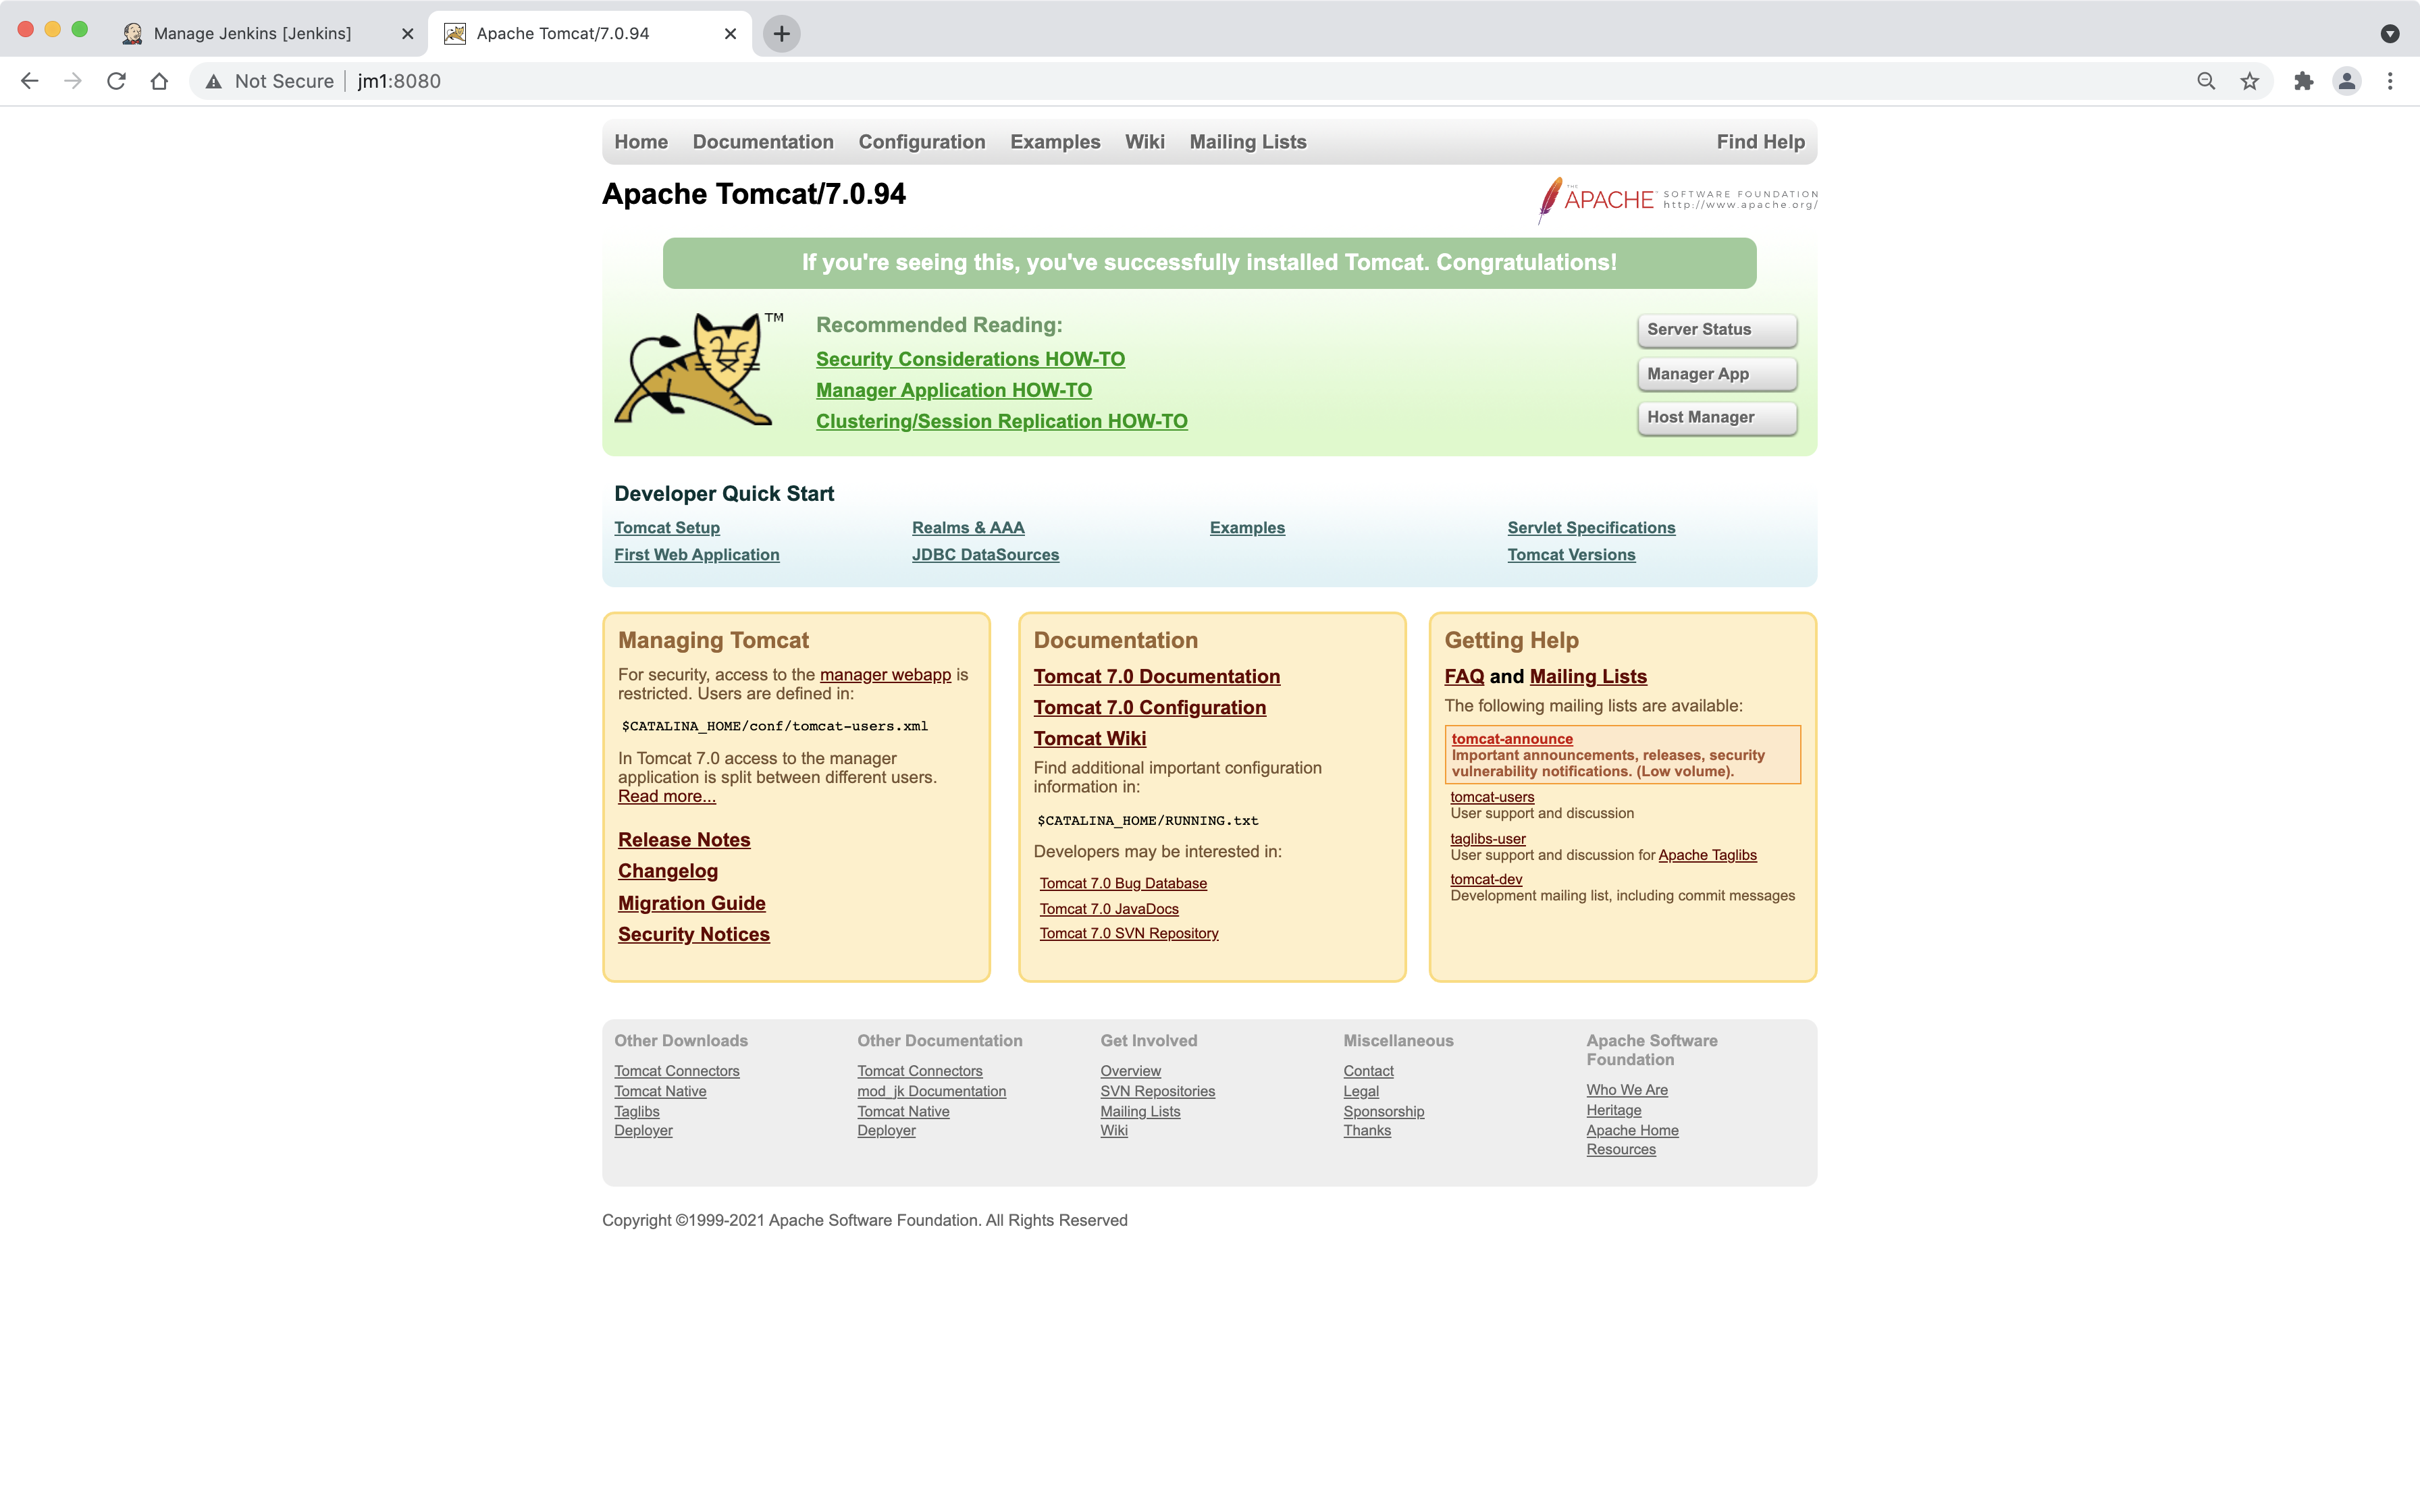 Manage Jenkins [Jenkins]
Apache Tomcat/7.0.94
Not Secure
jm1:8080
Home Documentation Configuration Examples Wiki Mailing Lists Find Help
Apache Tomcat/7.0.94
THE APACHE SOFTWARE FOUNDATION
http://www.apache.org/
If you're seeing this, you've successfully installed Tomcat. Congratulations!
TM
Recommended Reading:
Security Considerations HOW-TO
Manager Application HOW-TO
Clustering/Session Replication HOW-TO
Server Status
Manager App
Host Manager
Developer Quick Start
Tomcat Setup
First Web Application
Realms & AAA
JDBC DataSources
Examples
Servlet Specifications
Tomcat Versions
Managing Tomcat
For security, access to the manager webapp is
restricted. Users are defined in:
$CATALINA_HOME/conf/tomcat-users.xml
In Tomcat 7.0 access to the manager
application is split between different users.
Read more...
Release Notes
Changelog
Migration Guide
Security Notices
Documentation
Tomcat 7.0 Documentation
Tomcat 7.0 Configuration
Tomcat Wiki
Find additional important configuration
information in:
$CATALINA_HOME/RUNNING.txt
Developers may be interested in:
Tomcat 7.0 Bug Database
Tomcat 7.0 JavaDocs
Tomcat 7.0 SVN Repository
Getting Help
FAQ and Mailing Lists
The following mailing lists are available:
tomcat-announce
Important announcements, releases, security
vulnerability notifications. (Low volume).
tomcat-users
User support and discussion
taglibs-user
User support and discussion for Apache Taglibs
tomcat-dev
Development mailing list, including commit messages
Other Downloads
Tomcat Connectors
Tomcat Native
Taglibs
Deployer
Other Documentation
Tomcat Connectors
mod_jk Documentation
Tomcat Native
Deployer
Get Involved
Overview
SVN Repositories
Mailing Lists
Wiki
Miscellaneous
Contact
Legal
Sponsorship
Thanks
Apache Software
Foundation
Who We Are
Heritage
Apache Home
Resources
Copyright ©1999-2021 Apache Software Foundation. All Rights Reserved